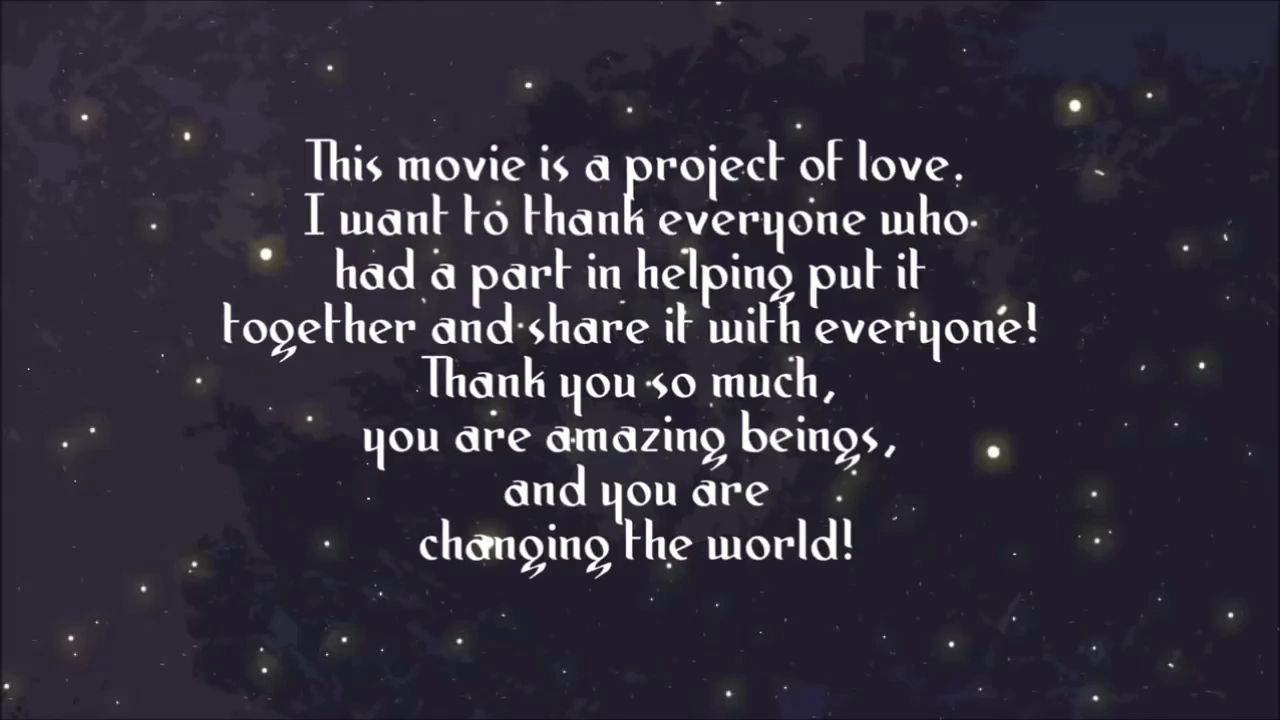 This movie is a project of love.
I want to thank everyone who
had a part in helping put it
together and share it with everyone!
Thank you so much,
you are amazing beings,
and you are
changing the world!